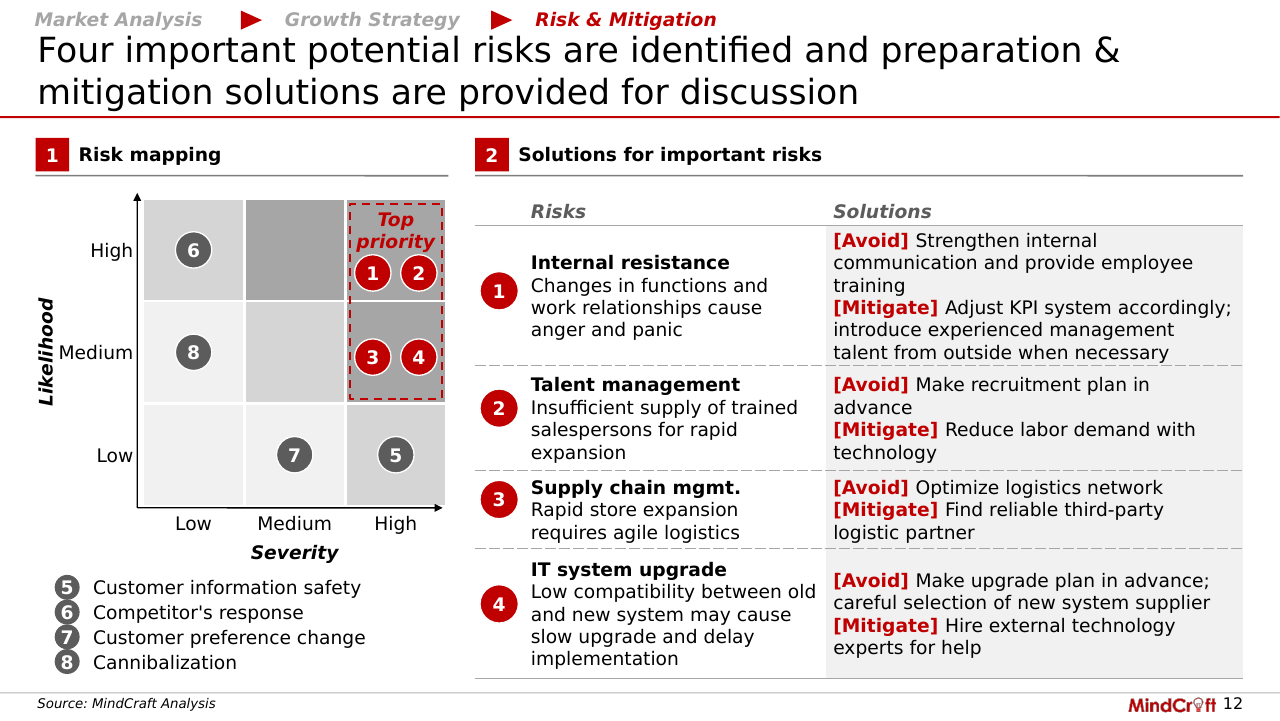 Market Analysis
Growth Strategy
Risk & Mitigation
Four important potential risks are identified and preparation &
mitigation solutions are provided for discussion
1 Risk mapping
Likelihood
High
Medium
Low
6
Top
priority
1 2
8
3 4
7
5
Low
Medium
High
Severity
5 Customer information safety
6 Competitor's response
7 Customer preference change
8 Cannibalization
2 Solutions for important risks
Risks
Solutions
1
Internal resistance
Changes in functions and
work relationships cause
anger and panic
[Avoid] Strengthen internal
communication and provide employee
training
[Mitigate] Adjust KPI system accordingly;
introduce experienced management
talent from outside when necessary
2
Talent management
Insufficient supply of trained
salespersons for rapid
expansion
[Avoid] Make recruitment plan in
advance
[Mitigate] Reduce labor demand with
technology
3
Supply chain mgmt.
Rapid store expansion
requires agile logistics
[Avoid] Optimize logistics network
[Mitigate] Find reliable third-party
logistic partner
4
IT system upgrade
Low compatibility between old
and new system may cause
slow upgrade and delay
implementation
[Avoid] Make upgrade plan in advance;
careful selection of new system supplier
[Mitigate] Hire external technology
experts for help
Source: MindCraft Analysis
MindCraft 12